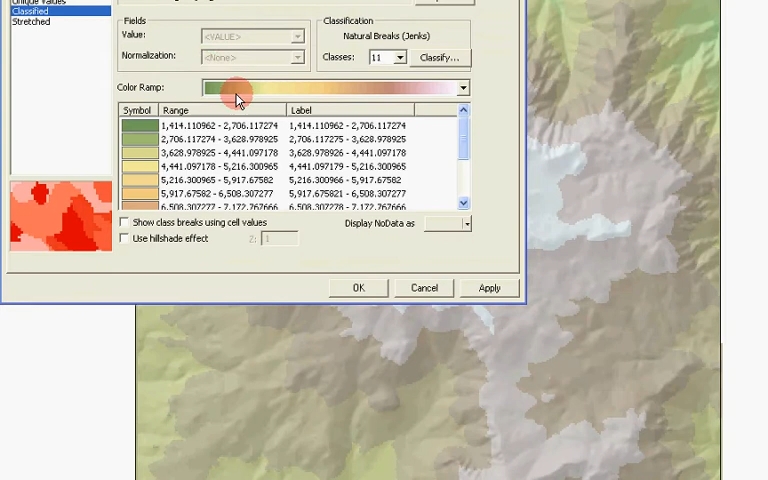 Unique values
Classified
Stretched
Fields
Value: <VALUE>
Normalization: <None>
Classification
Natural Breaks (Jenks)
Classes: 11 Classify...
Color Ramp:
Symbol Range Label
1,414.110962 - 2,706.117274 1,414.110962 - 2,706.117274
2,706.117274 - 3,628.978925 2,706.117275 - 3,628.978925
3,628.978925 - 4,441.097178 3,628.978926 - 4,441.097178
4,441.097178 - 5,216.300965 4,441.097179 - 5,216.300965
5,216.300965 - 5,917.67582 5,216.300966 - 5,917.67582
5,917.67582 - 6,508.307277 5,917.675821 - 6,508.307277
6,508.307277 - 7,172.767666 6,508.307278 - 7,172.767666
Show class breaks using cell values
Display NoData as
Use hillshade effect Z: 1
OK Cancel Apply